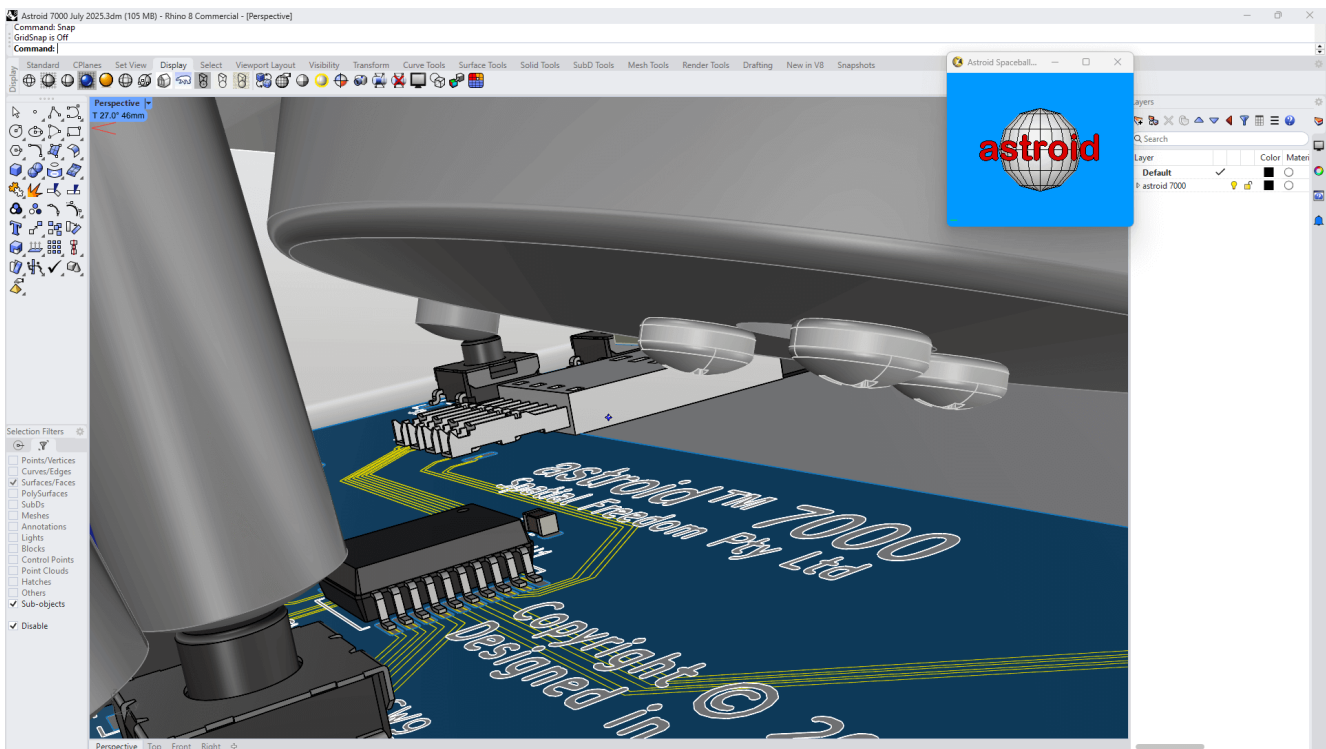 Astroid 7000 July 2025.3dm (105 MB) - Rhino 8 Commercial - [Perspective]
Command: Snap
GridSnap is Off
Command:
Standard CPlanes Set View Display Select Viewport Layout Visibility Transform Curve Tools Surface Tools Solid Tools SubD Tools Mesh Tools Render Tools Drafting New in V8 Snapshots
Display
Perspective
T 27.0° 46mm
Astroid Spaceball...
astroid
ayers
Search
Layer Color Materi
Default
astroid 7000
Selection Filters
Points/Vertices
Curves/Edges
Surfaces/Faces
PolySurfaces
SubDs
Meshes
Annotations
Lights
Blocks
Control Points
Point Clouds
Hatches
Others
Sub-objects
Disable
astroid™ 7000
Spatial Freedom Pty Ltd
Copyright © 20
Designed in
Perspective Top Front Right